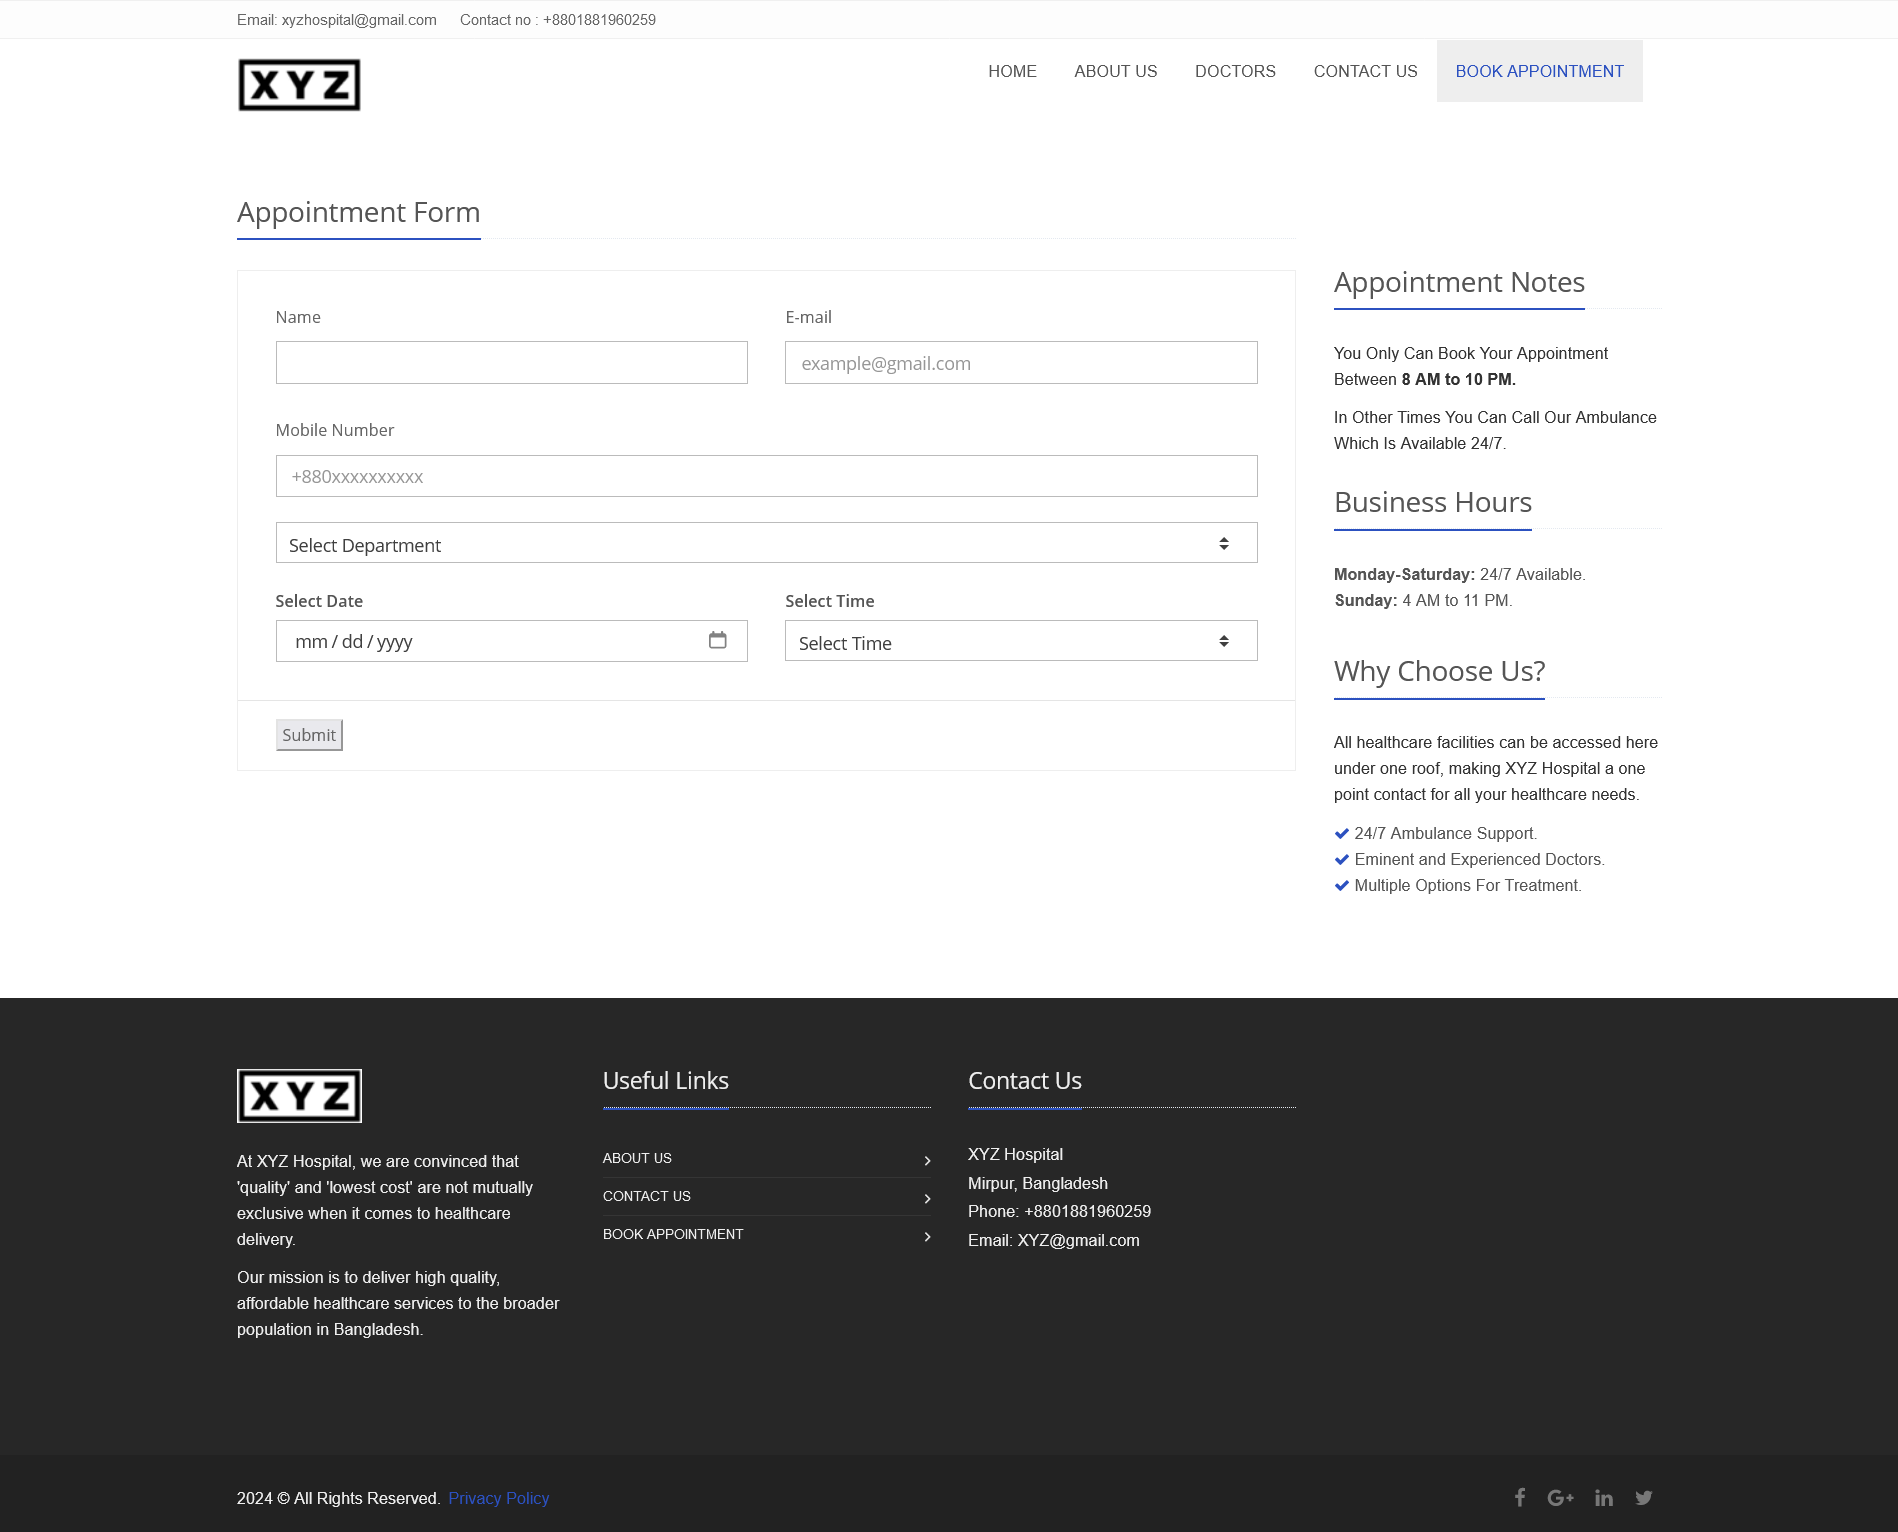 Email: xyzhospital@gmail.com Contact no : +8801881960259
XYZ
HOME ABOUT US DOCTORS CONTACT US BOOK APPOINTMENT
Appointment Form
Name E-mail
example@gmail.com
Mobile Number
+880xxxxxxxxxx
Select Department
Select Date Select Time
mm / dd / yyyy Select Time
Submit
Appointment Notes
You Only Can Book Your Appointment
Between 8 AM to 10 PM.
In Other Times You Can Call Our Ambulance
Which Is Available 24/7.
Business Hours
Monday-Saturday: 24/7 Available.
Sunday: 4 AM to 11 PM.
Why Choose Us?
All healthcare facilities can be accessed here
under one roof, making XYZ Hospital a one
point contact for all your healthcare needs.
24/7 Ambulance Support.
Eminent and Experienced Doctors.
Multiple Options For Treatment.
XYZ
At XYZ Hospital, we are convinced that
'quality' and 'lowest cost' are not mutually
exclusive when it comes to healthcare
delivery.
Our mission is to deliver high quality,
affordable healthcare services to the broader
population in Bangladesh.
Useful Links
ABOUT US
CONTACT US
BOOK APPOINTMENT
Contact Us
XYZ Hospital
Mirpur, Bangladesh
Phone: +8801881960259
Email: XYZ@gmail.com
2024 © All Rights Reserved. Privacy Policy